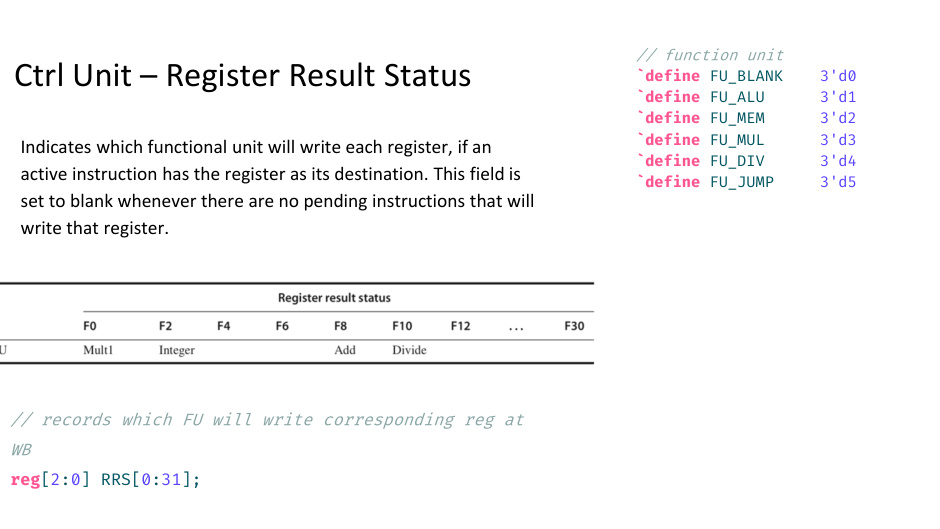 Ctrl Unit – Register Result Status
Indicates which functional unit will write each register, if an
active instruction has the register as its destination. This field is
set to blank whenever there are no pending instructions that will
write that register.
// function unit
`define FU_BLANK 3'd0
`define FU_ALU 3'd1
`define FU_MEM 3'd2
`define FU_MUL 3'd3
`define FU_DIV 3'd4
`define FU_JUMP 3'd5
Register result status
F0 F2 F4 F6 F8 F10 F12 ... F30
U Mult1 Integer Add Divide
// records which FU will write corresponding reg at
WB
reg[2:0] RRS[0:31];